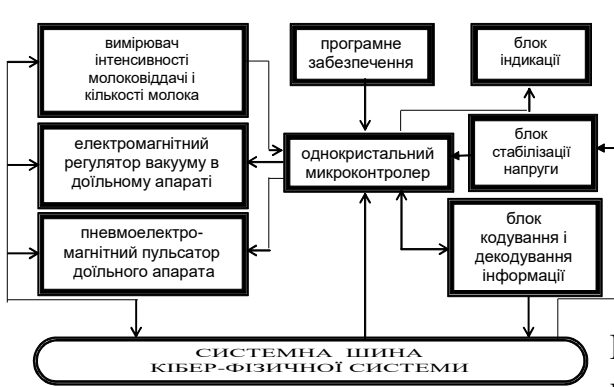 вимірювач
інтенсивності
молоковіддачі і
кількості молока
програмне
забезпечення
блок
індикації
електромагнітний
регулятор вакууму в
доїльному апараті
однокристальний
микроконтролер
блок
стабілізації
напруги
пневмоелектро-
магнітний пульсатор
доїльного апарата
блок
кодування і
декодування
інформації
СИСТЕМНА ШИНА
КІБЕР-ФІЗИЧНОЇ СИСТЕМИ